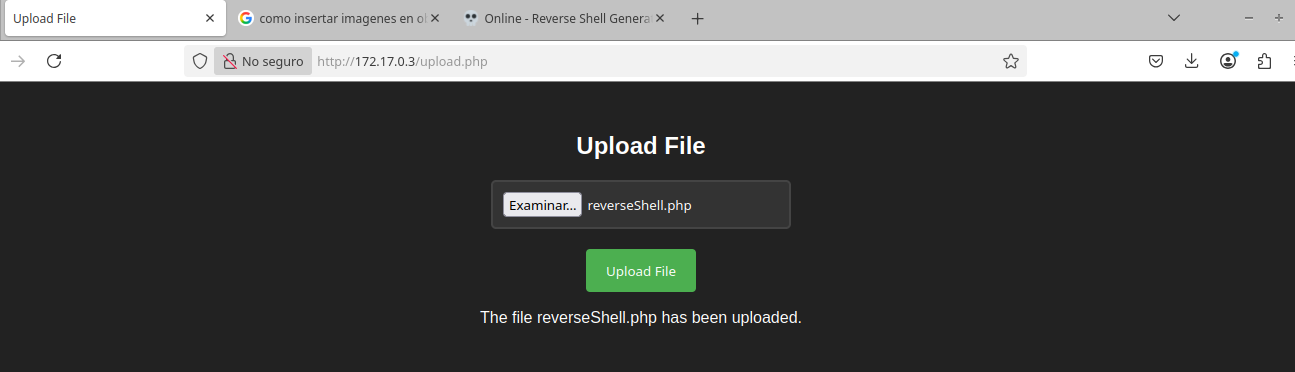 Upload File
como insertar imagenes en ol
Online - Reverse Shell Genera
No seguro
http://172.17.0.3/upload.php
Upload File
Examinar...
reverseShell.php
Upload File
The file reverseShell.php has been uploaded.